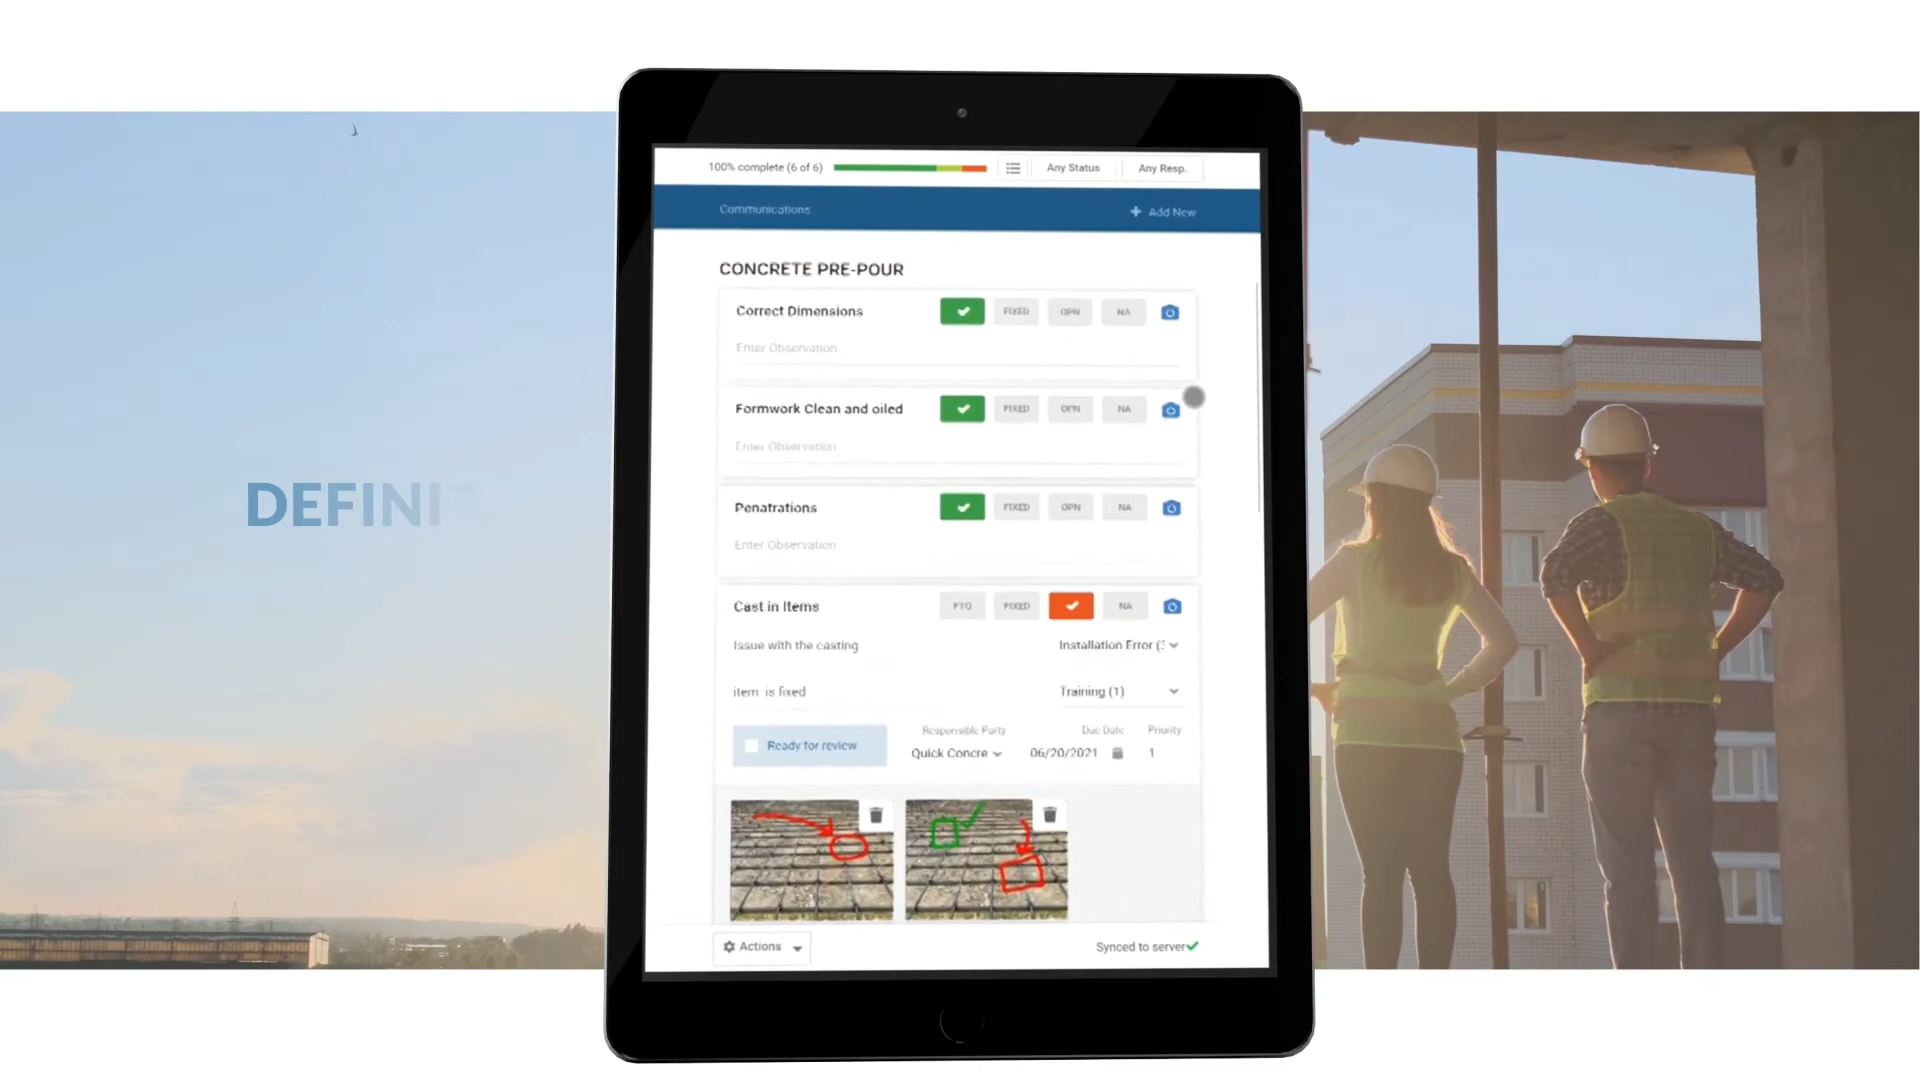 100% complete (6 of 6) Any Status Any Resp.
Communications Add New
CONCRETE PRE-POUR
Correct Dimensions FIXED OPN NA
Enter Observation
Formwork Clean and oiled FIXED OPN NA
Enter Observation
DEFINIT
Penatrations FIXED OPN NA
Enter Observation
Cast in Items FTQ FIXED NA
Issue with the casting Installation Error (3
item is fixed Training (1)
Ready for review
Responsible Party Due Date Priority
Quick Concre 06/20/2021 1
Actions Synced to server